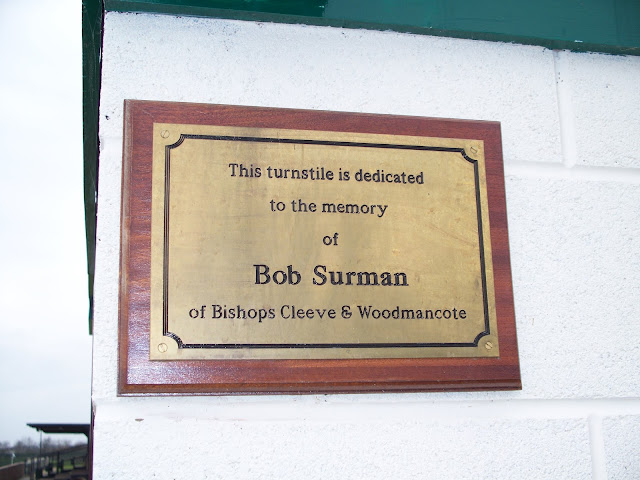 This turnstile is dedicated
to the memory
of
Bob Surman
of Bishops Cleeve & Woodmancote